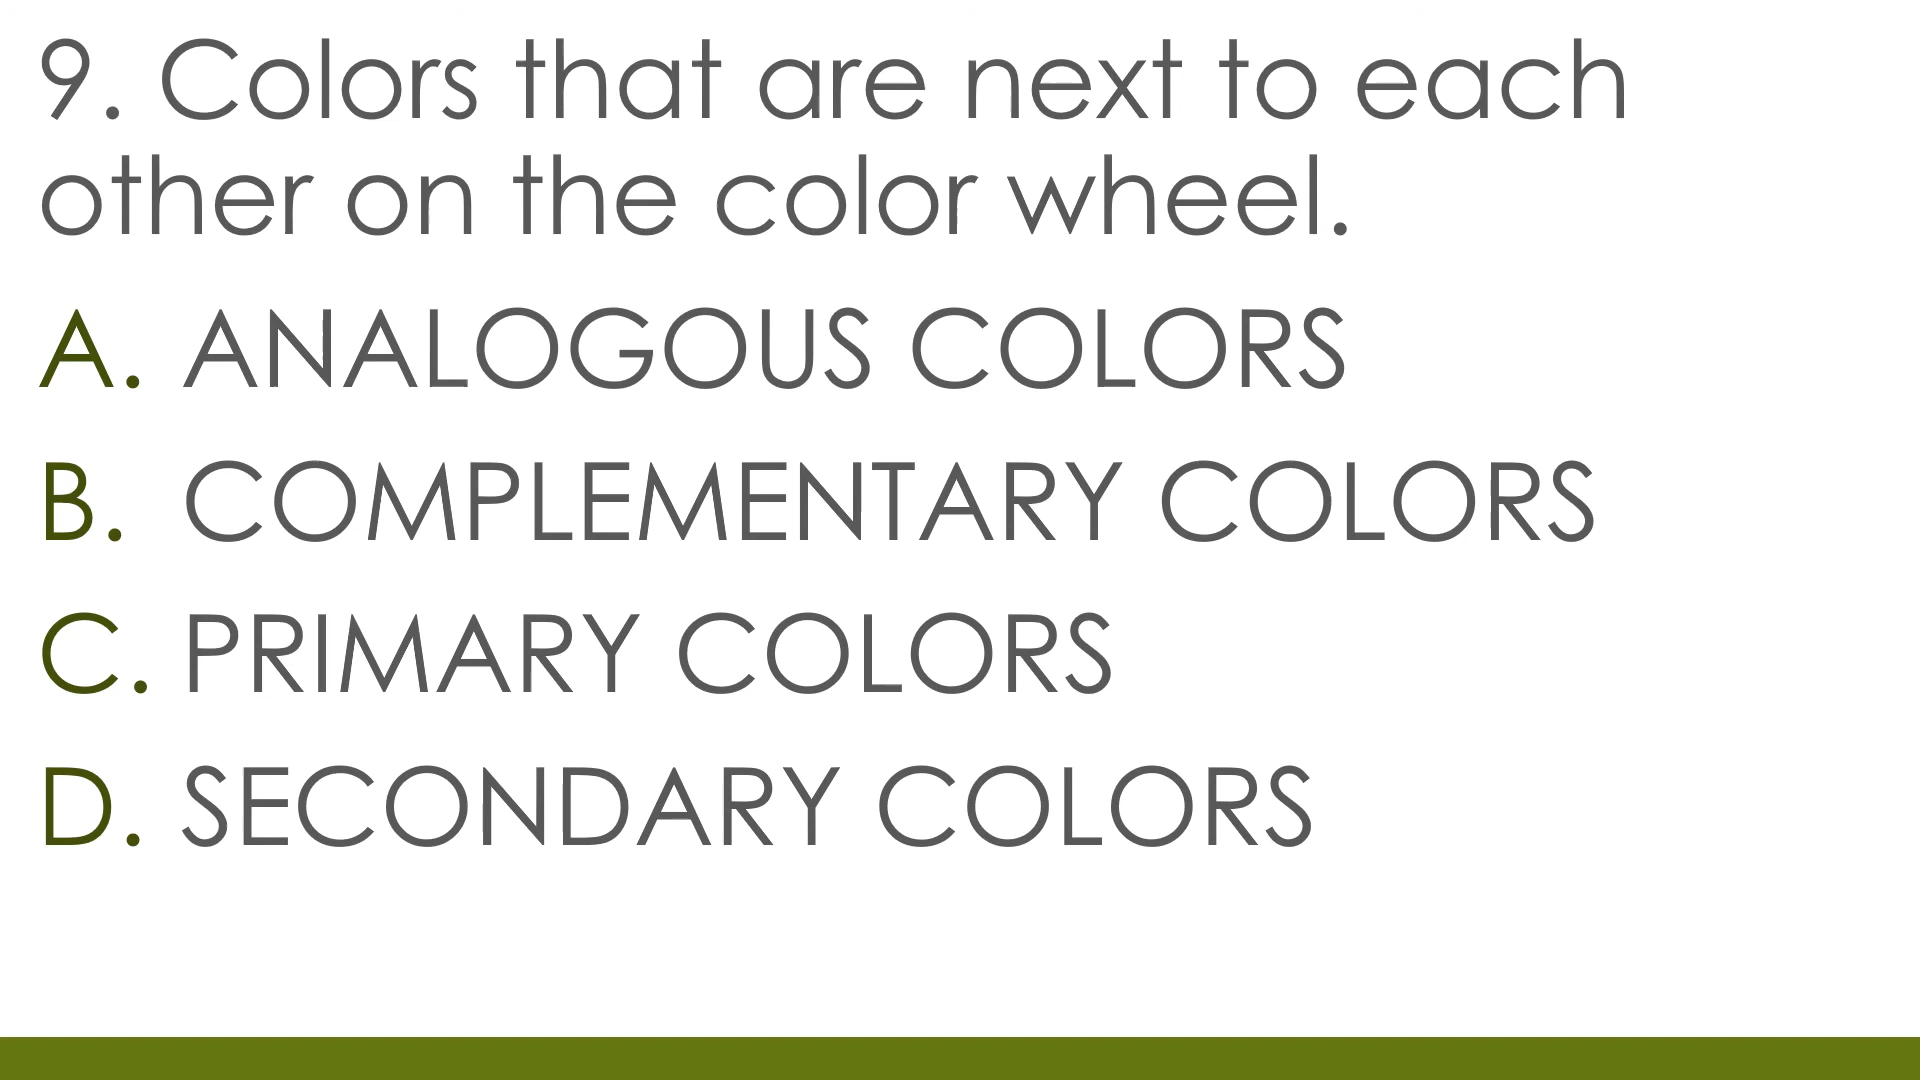 9. Colors that are next to each
other on the color wheel.
A. ANALOGOUS COLORS
B. COMPLEMENTARY COLORS
C. PRIMARY COLORS
D. SECONDARY COLORS